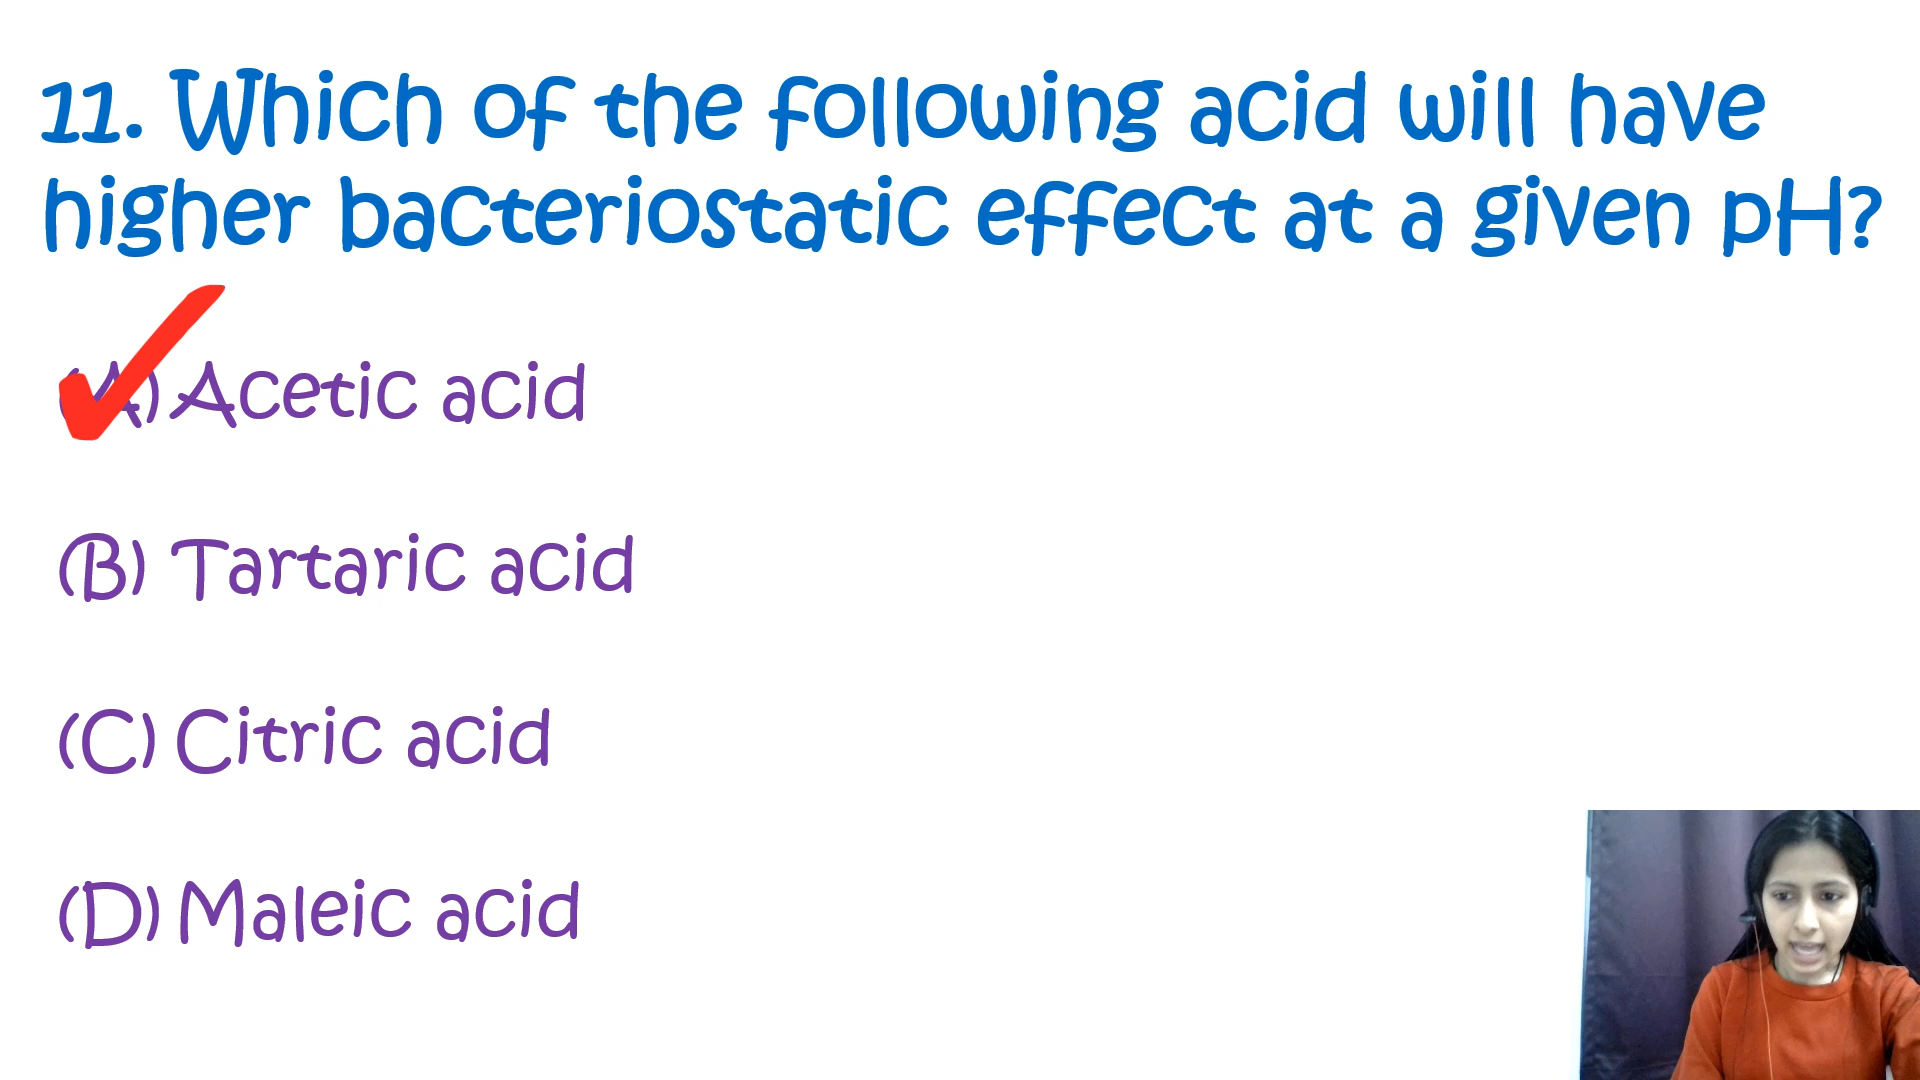 11. Which of the following acid will have
higher bacteriostatic effect at a given pH?
(A) Acetic acid
(B) Tartaric acid
(C) Citric acid
(D) Maleic acid